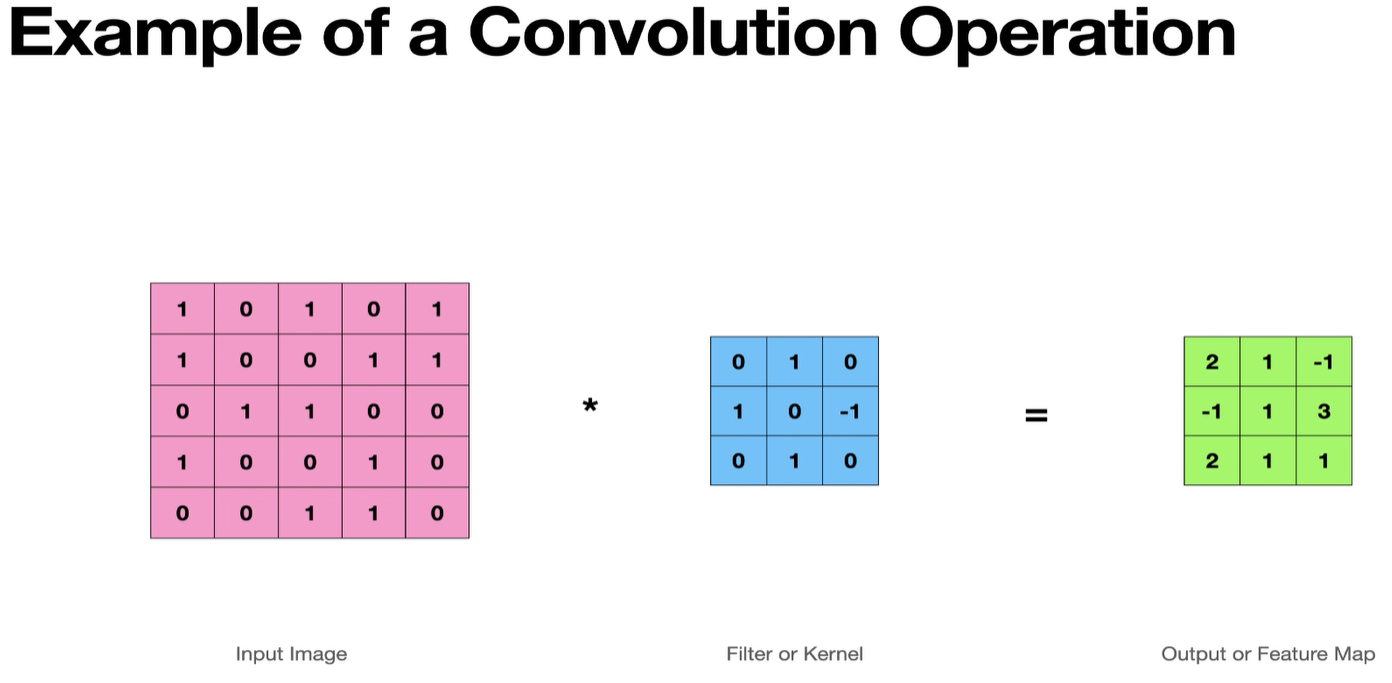 Example of a Convolution Operation
1 0 1 0 1
1 0 0 1 1
0 1 1 0 0
1 0 0 1 0
0 0 1 1 0
*
0 1 0
1 0 -1
0 1 0
=
2 1 -1
-1 1 3
2 1 1
Input Image
Filter or Kernel
Output or Feature Map